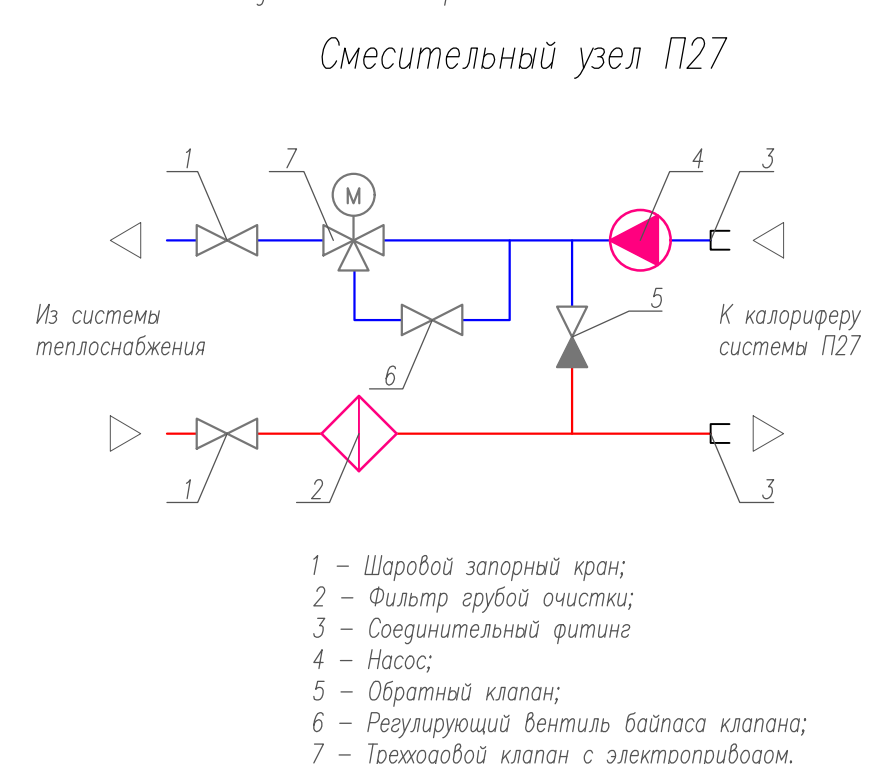 Смесительный узел П27
1
7
4
3
М
5
Из системы
теплоснабжения
К калориферу
системы П27
6
1
2
3
1 – Шаровой запорный кран;
2 – Фильтр грубой очистки;
3 – Соединительный фитинг
4 – Насос;
5 – Обратный клапан;
6 – Регулирующий вентиль байпаса клапана;
7 – Трехходовой клапан с электроприводом.